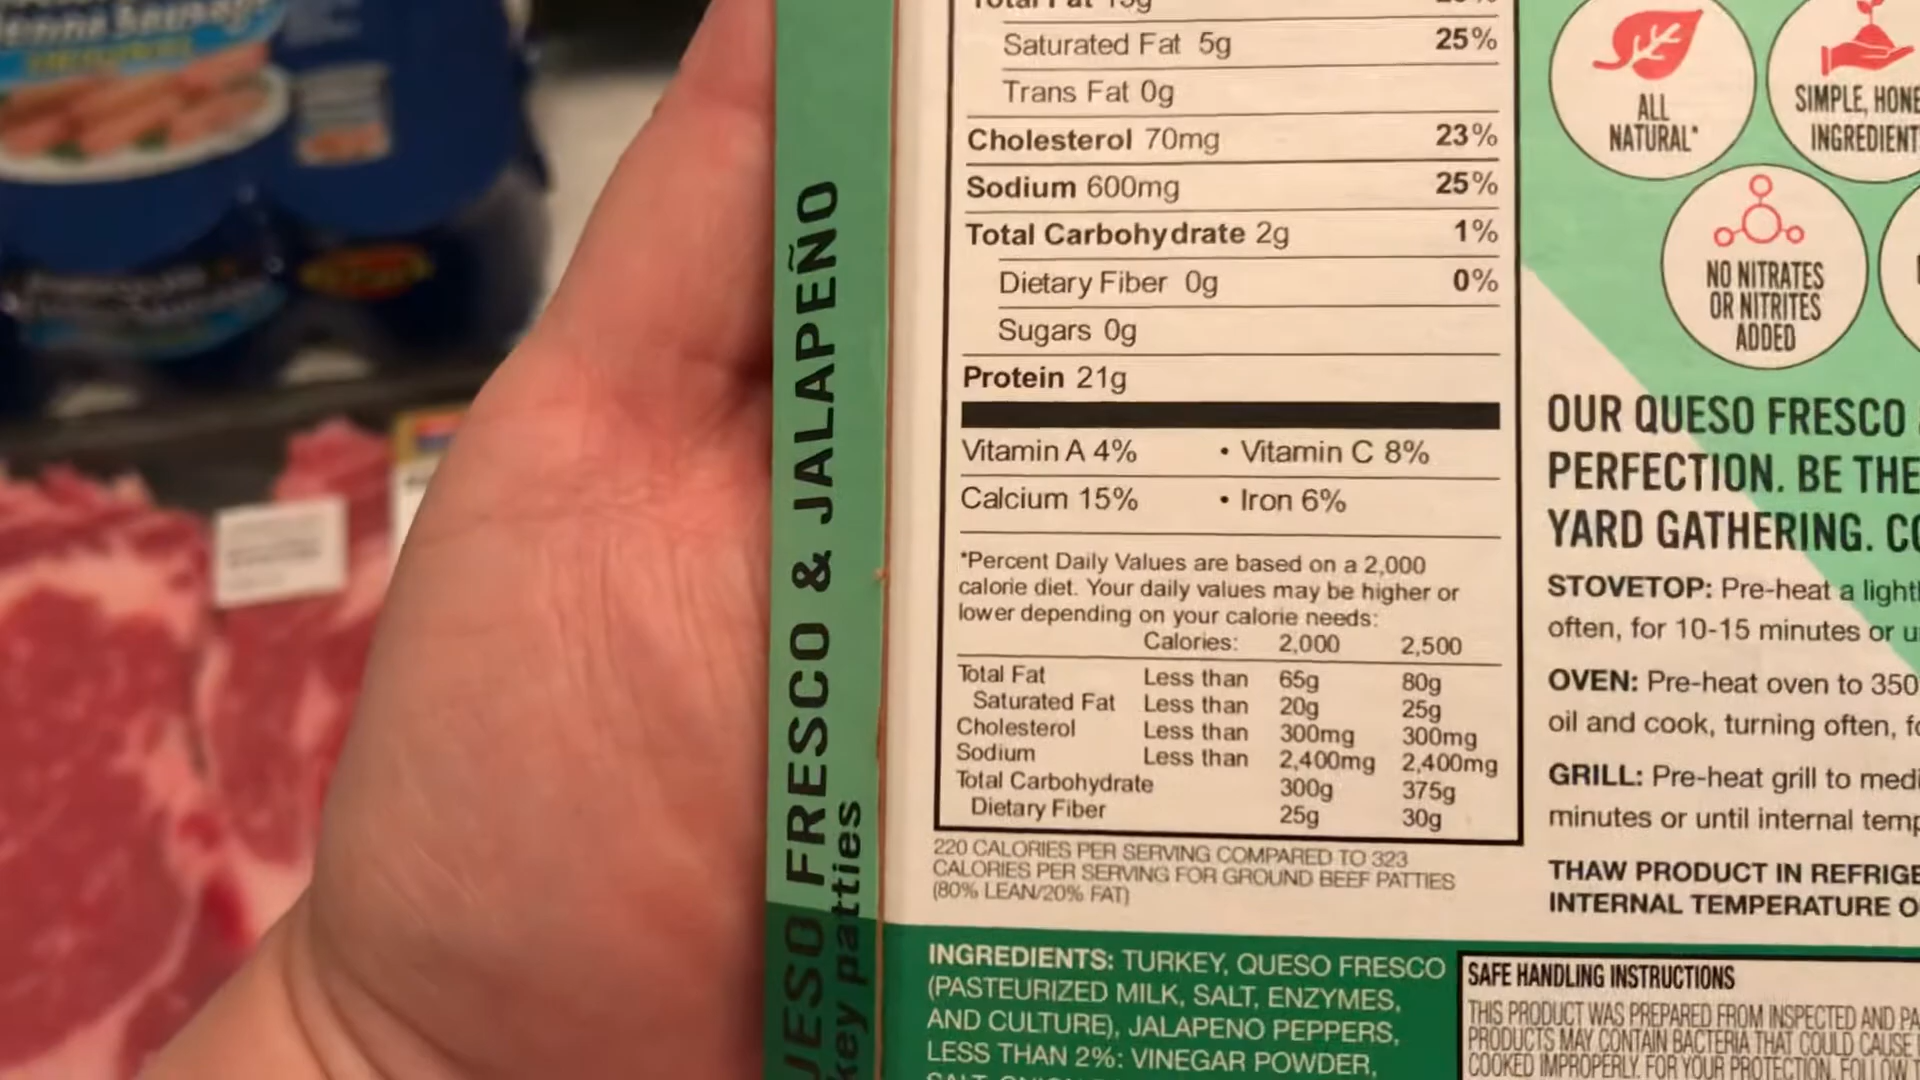 Saturated Fat 5g 25%
Trans Fat 0g
Cholesterol 70mg 23%
Sodium 600mg 25%
Total Carbohydrate 2g 1%
Dietary Fiber 0g 0%
Sugars 0g
Protein 21g
Vitamin A 4% • Vitamin C 8%
Calcium 15% • Iron 6%
*Percent Daily Values are based on a 2,000
calorie diet. Your daily values may be higher or
lower depending on your calorie needs:
Calories: 2,000 2,500
Total Fat Less than 65g 80g
Saturated Fat Less than 20g 25g
Cholesterol Less than 300mg 300mg
Sodium Less than 2,400mg 2,400mg
Total Carbohydrate 300g 375g
Dietary Fiber 25g 30g
220 CALORIES PER SERVING COMPARED TO 323
CALORIES PER SERVING FOR GROUND BEEF PATTIES
(80% LEAN/20% FAT)
INGREDIENTS: TURKEY, QUESO FRESCO
(PASTEURIZED MILK, SALT, ENZYMES,
AND CULTURE), JALAPENO PEPPERS,
LESS THAN 2%: VINEGAR POWDER,
FRESCO & JALAPEÑO
patties
ALL
NATURAL*
SIMPLE,
NO NITRATES
OR NITRITES
ADDED
OUR QUESO FRESCO
PERFECTION. BE THE
YARD GATHERING.
STOVETOP: Pre-heat a
often, for 10-15 minutes or
OVEN: Pre-heat oven to 350
oil and cook, turning often,
GRILL: Pre-heat grill to
minutes or until internal
THAW PRODUCT IN
INTERNAL TEMPERATURE
SAFE HANDLING INSTRUCTIONS
THIS PRODUCT WAS PREPARED FROM INSPECTED AND
PRODUCTS MAY CONTAIN BACTERIA THAT COULD CAUSE
COOKED IMPROPERLY. FOR YOUR PROTECTION, FOLLOW